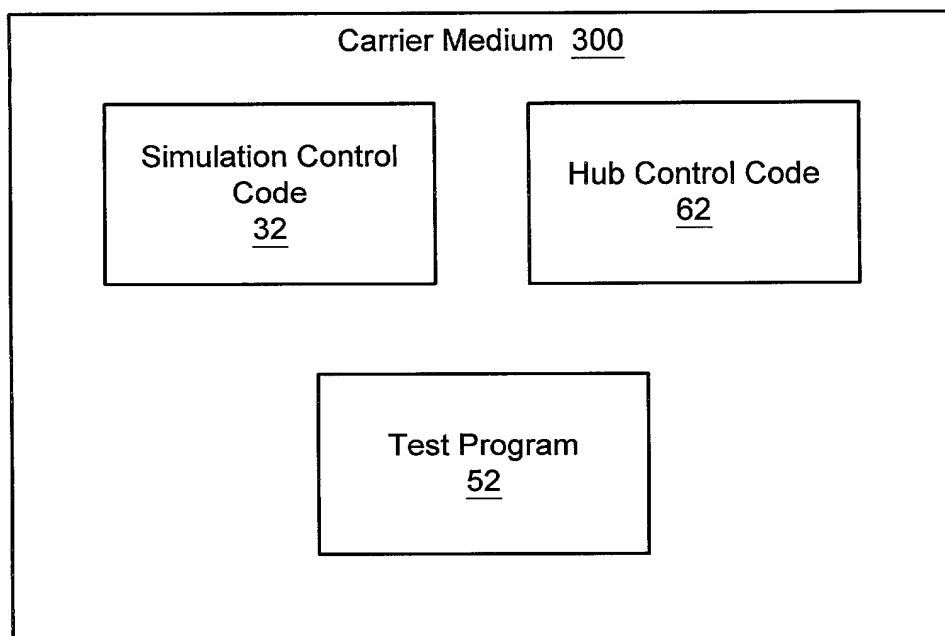 Carrier Medium 300
Simulation Control
Code
32
Hub Control Code
62
Test Program
52